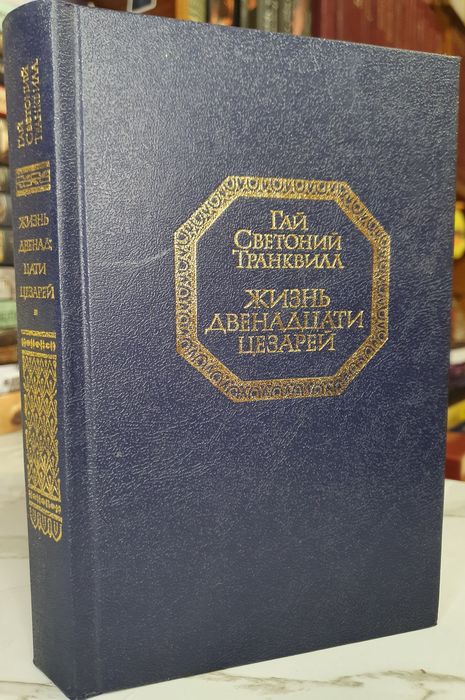 ГАЙ
СВЕТОНИЙ
ТРАНКВИЛЛ
ЖИЗНЬ
ДВЕНАД:
ЦАТИ
ЦЕЗАРЕЙ
ГАЙ
СВЕТОНИЙ
ТРАНКВИЛЛ
ЖИЗНЬ
ДВЕНАДЦАТИ
ЦЕЗАРЕЙ